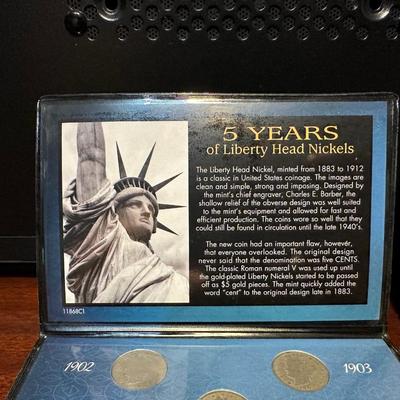 5 YEARS
of Liberty Head Nickels
The Liberty Head Nickel, minted from 1883 to 1912
is a classic in United States coinage. The images are
clean and simple, strong and imposing. Designed by
the mint's chief engraver, Charles E. Barber, the
shallow relief of the obverse design was well suited
to the mint's equipment and allowed for fast and
efficient production. The coins wore so well that they
could still be found in circulation until the late 1940's.
The new coin had an important flaw, however,
that everyone overlooked. The original design
never said that the denomination was five CENTS.
The classic Roman numeral V was used up until
the gold-plated Liberty Nickels started to be passed
off as $5 gold pieces. The mint quickly added the
word "cent" to the original design late in 1883.
11868C1
1902
1903